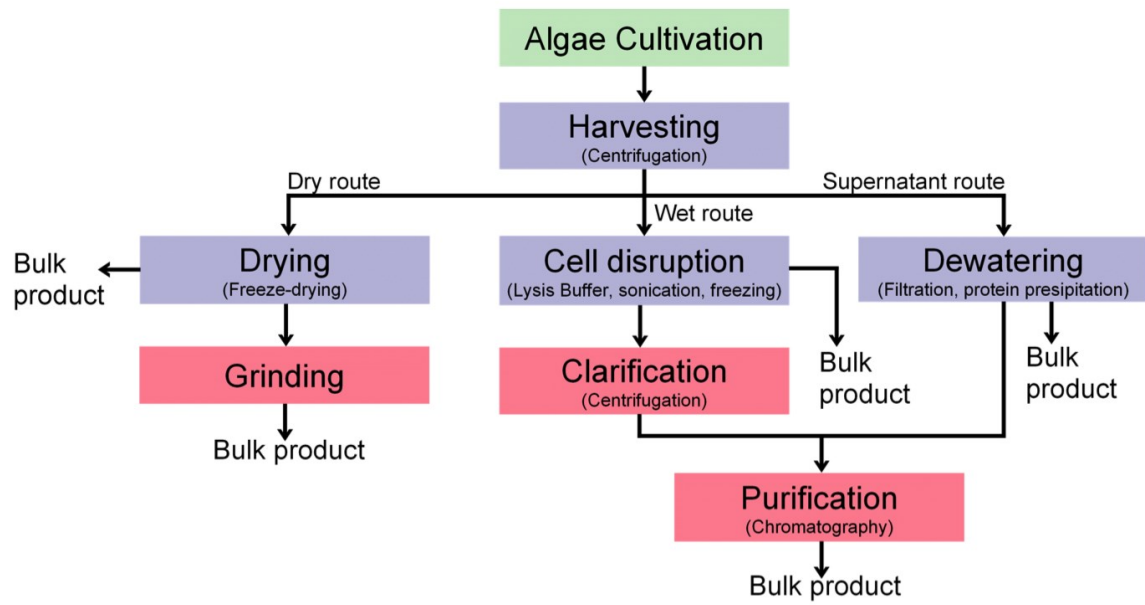 Algae Cultivation
Harvesting
(Centrifugation)
Dry route
Supernatant route
Wet route
Bulk
product
Drying
(Freeze-drying)
Cell disruption
(Lysis Buffer, sonication, freezing)
Dewatering
(Filtration, protein presipitation)
Grinding
Clarification
(Centrifugation)
Bulk
product
Bulk
product
Bulk product
Purification
(Chromatography)
Bulk product